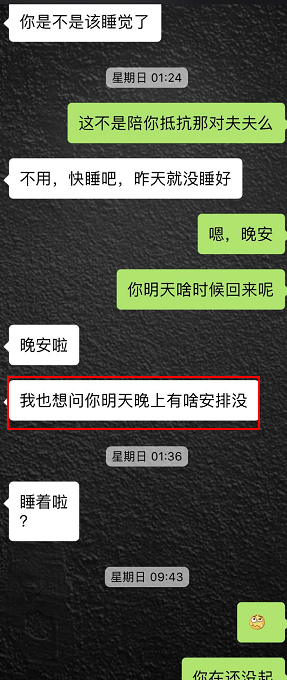 你是不是该睡觉了
星期日 01:24
这不是陪你抵抗那对夫夫么
不用，快睡吧，昨天就没睡好
嗯，晚安
你明天啥时候回来呢
晚安啦
我也想问你明天晚上有啥安排没
星期日 01:36
睡着啦
？
星期日 09:43
你在还没起